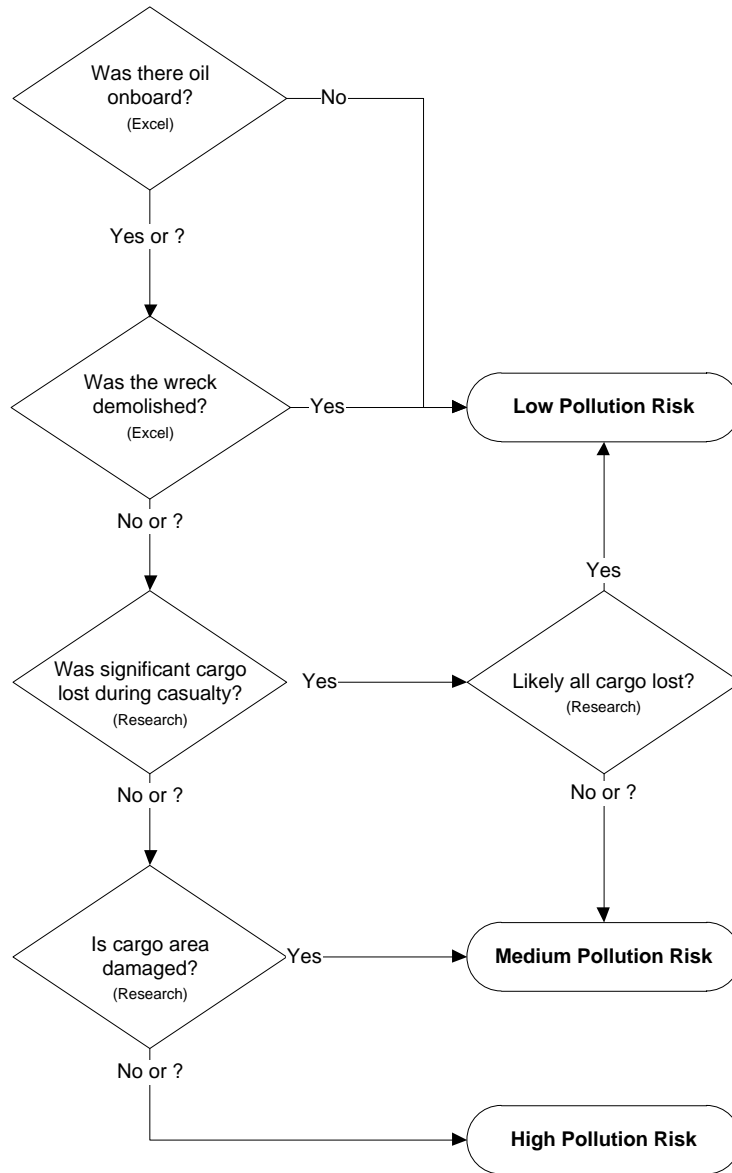 Was there oil
onboard?
(Excel)
No
Yes or ?
Was the wreck
demolished?
(Excel)
Yes
Low Pollution Risk
No or ?
Yes
Was significant cargo
lost during casualty?
(Research)
Yes
Likely all cargo lost?
(Research)
No or ?
No or ?
Is cargo area
damaged?
(Research)
Yes
Medium Pollution Risk
No or ?
High Pollution Risk